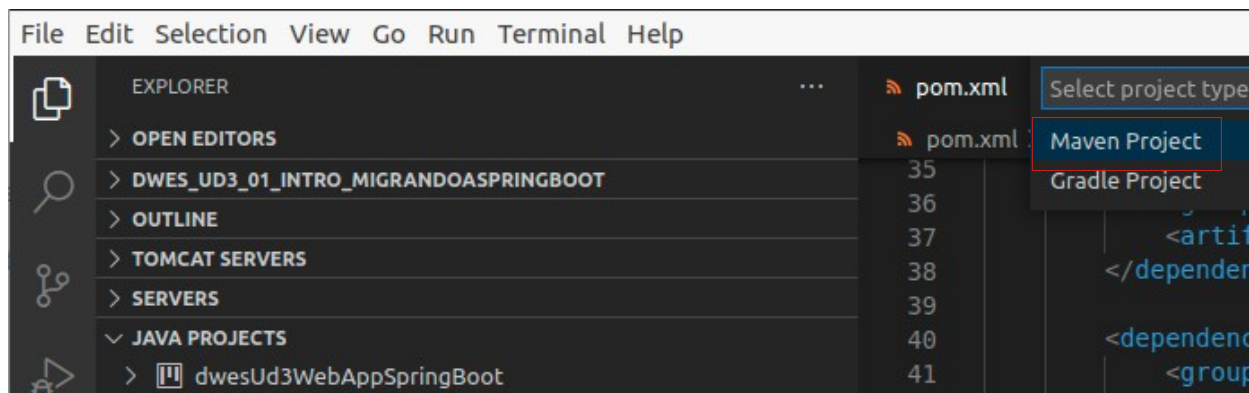 File Edit Selection View Go Run Terminal Help
EXPLORER ...
> OPEN EDITORS
> DWES_UD3_01_INTRO_MIGRANDOASPRINGBOOT
> OUTLINE
> TOMCAT SERVERS
> SERVERS
JAVA PROJECTS
> dwesUd3WebAppSpringBoot
pom.xml
pom.xml
Select project type
Maven Project
Gradle Project
35
36
37 <artif
38 </depender
39
40 <dependenc
41 <group